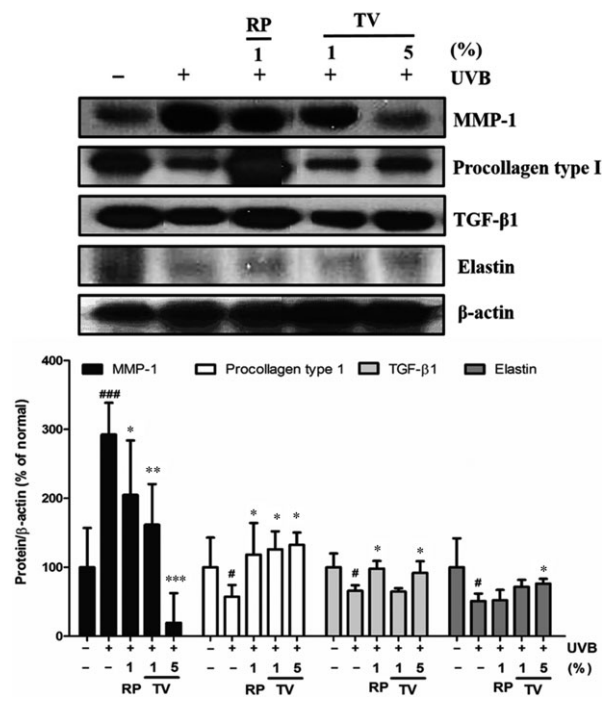 RP TV
1 1 5 (%)
– + + + + UVB
MMP-1
Procollagen type I
TGF-β1
Elastin
β-actin
400
300
200
100
0
Protein/β-actin (% of normal)
MMP-1 Procollagen type 1 TGF-β1 Elastin
### * ** ***
# * * *
# * *
# *
– + + + + – + + + + – + + + + – + + + + UVB
– – 1 1 5 – – 1 1 5 – – 1 1 5 – – 1 1 5 (%)
RP TV RP TV RP TV RP TV